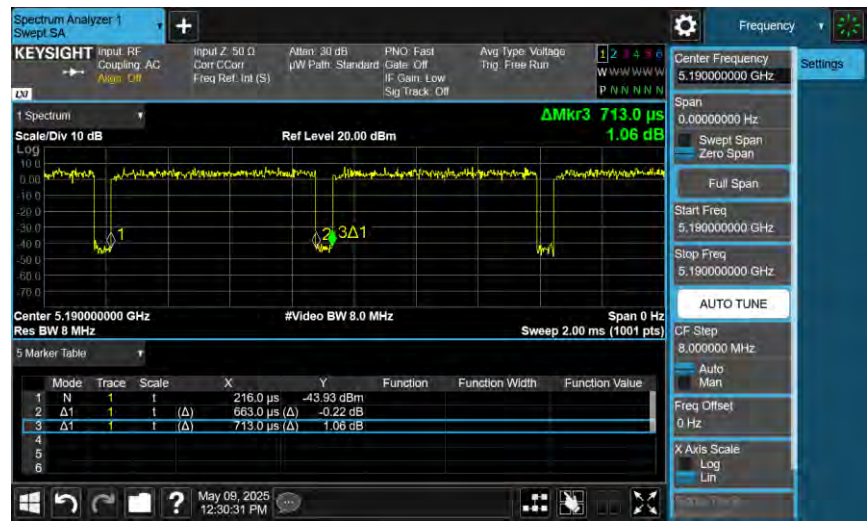 Spectrum Analyzer 1
Swept SA
Frequency
KEYSIGHT
Input: RF
Coupling: AC
Align: Off
Input Z: 50 Ω
Corr CCorr
Freq Ref: Int (S)
Atten: 30 dB
µW Path: Standard
PNO: Fast
Gate: Off
IF Gain: Low
Sig Track: Off
Avg Type: Voltage
Trig: Free Run
1 2 3 4 5 6
W W W W W W
P N N N N N
LXI
1 Spectrum
ΔMkr3 713.0 µs
1.06 dB
Scale/Div 10 dB
Ref Level 20.00 dBm
Log
10.0
0.00
-10.0
-20.0
-30.0
-40.0
-50.0
-60.0
-70.0
1
2
3Δ1
Center 5.190000000 GHz
#Video BW 8.0 MHz
Span 0 Hz
Res BW 8 MHz
Sweep 2.00 ms (1001 pts)
5 Marker Table
Mode Trace Scale X Y Function Function Width Function Value
1 N 1 t 216.0 µs -43.93 dBm
2 Δ1 1 t (Δ) 663.0 µs (Δ) -0.22 dB
3 Δ1 1 t (Δ) 713.0 µs (Δ) 1.06 dB
4
5
6
May 09, 2025
12:30:31 PM
Center Frequency
5.190000000 GHz
Settings
Span
0.00000000 Hz
Swept Span
Zero Span
Full Span
Start Freq
5.190000000 GHz
Stop Freq
5.190000000 GHz
AUTO TUNE
CF Step
8.000000 MHz
Auto
Man
Freq Offset
0 Hz
X Axis Scale
Log
Lin